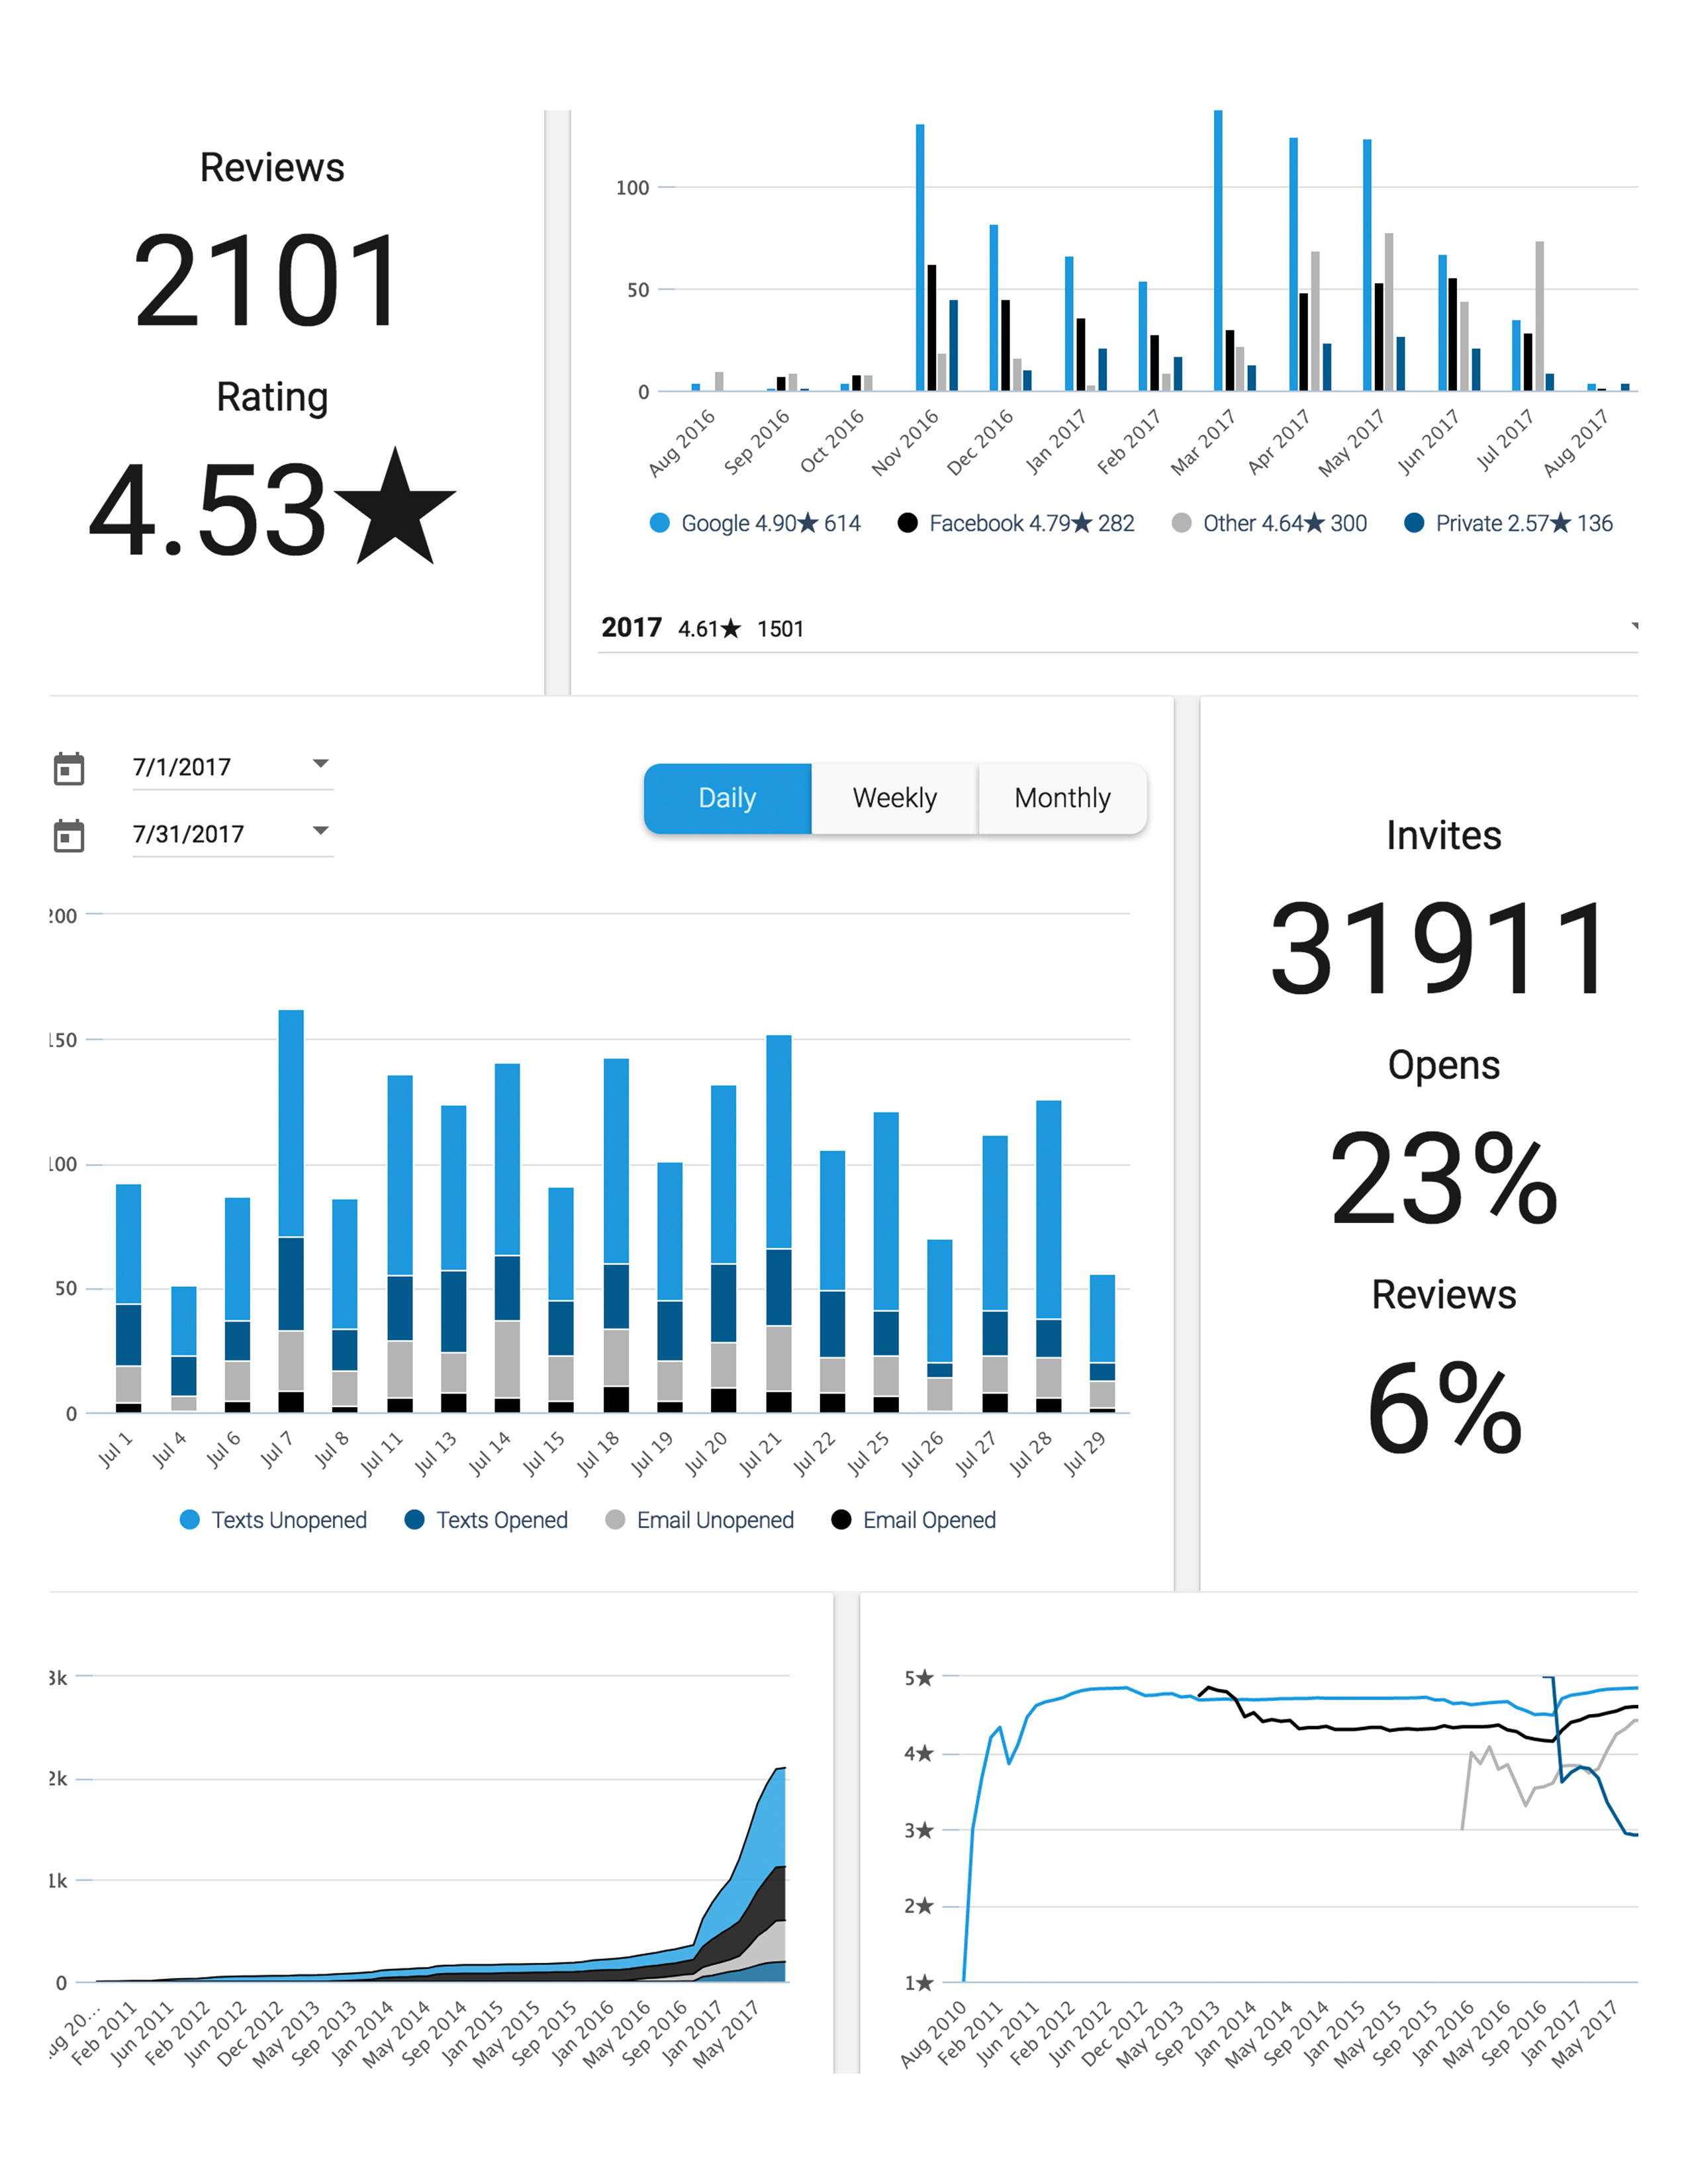 Reviews
2101
Rating
4.53★
100
50
0
Aug 2016
Sep 2016
Oct 2016
Nov 2016
Dec 2016
Jan 2017
Feb 2017
Mar 2017
Apr 2017
May 2017
Jun 2017
Jul 2017
Aug 2017
Google 4.90★ 614
Facebook 4.79★ 282
Other 4.64★ 300
Private 2.57★ 136
2017 4.61★ 1501
7/1/2017
7/31/2017
Daily
Weekly
Monthly
200
150
100
50
0
Jul 1
Jul 4
Jul 6
Jul 7
Jul 8
Jul 11
Jul 13
Jul 14
Jul 15
Jul 18
Jul 19
Jul 20
Jul 21
Jul 22
Jul 25
Jul 26
Jul 27
Jul 28
Jul 29
Texts Unopened
Texts Opened
Email Unopened
Email Opened
Invites
31911
Opens
23%
Reviews
6%
3k
2k
1k
0
ug 20...
Feb 2011
Jun 2011
Feb 2012
Jun 2012
Dec 2012
May 2013
Sep 2013
Jan 2014
May 2014
Sep 2014
Jan 2015
May 2015
Sep 2015
Jan 2016
May 2016
Sep 2016
Jan 2017
May 2017
5★
4★
3★
2★
1★
Aug 2010
Feb 2011
Jun 2011
Feb 2012
Jun 2012
Dec 2012
May 2013
Sep 2013
Jan 2014
May 2014
Sep 2014
Jan 2015
May 2015
Sep 2015
Jan 2016
May 2016
Sep 2016
Jan 2017
May 2017